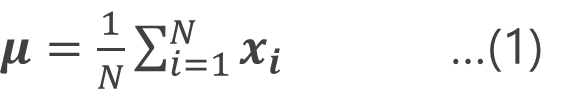 μ = 1/N ∑_{i=1}^{N} x_i ...(1)